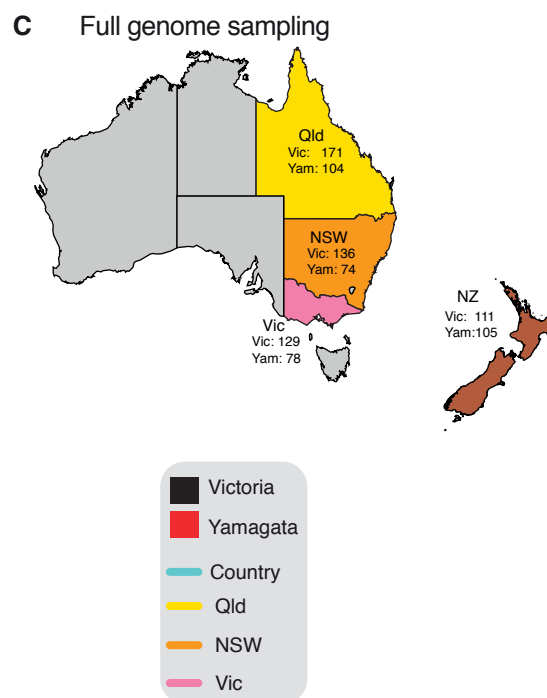 C Full genome sampling
Qld
Vic: 171
Yam: 104
NSW
Vic: 136
Yam: 74
NZ
Vic: 111
Yam:105
Vic
Vic: 129
Yam: 78
Victoria
Yamagata
Country
Qld
NSW
Vic